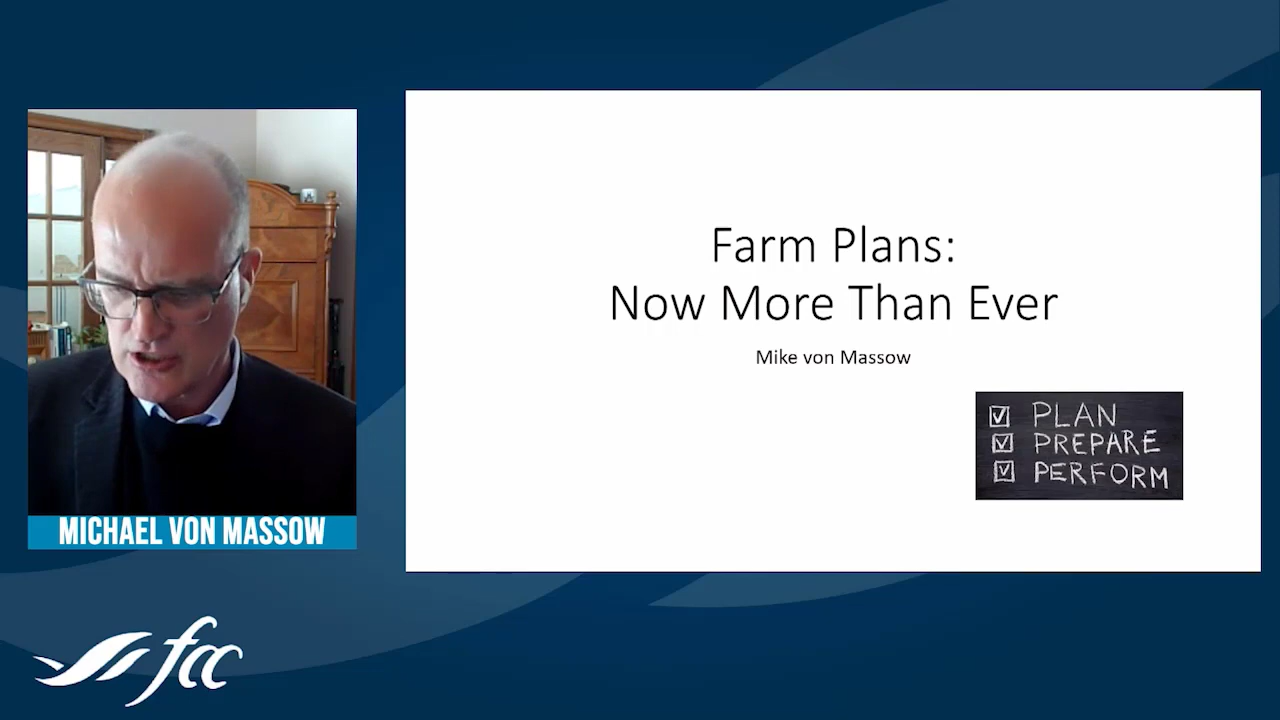 Farm Plans:
Now More Than Ever
Mike von Massow
PLAN
PREPARE
PERFORM
MICHAEL VON MASSOW
fcc